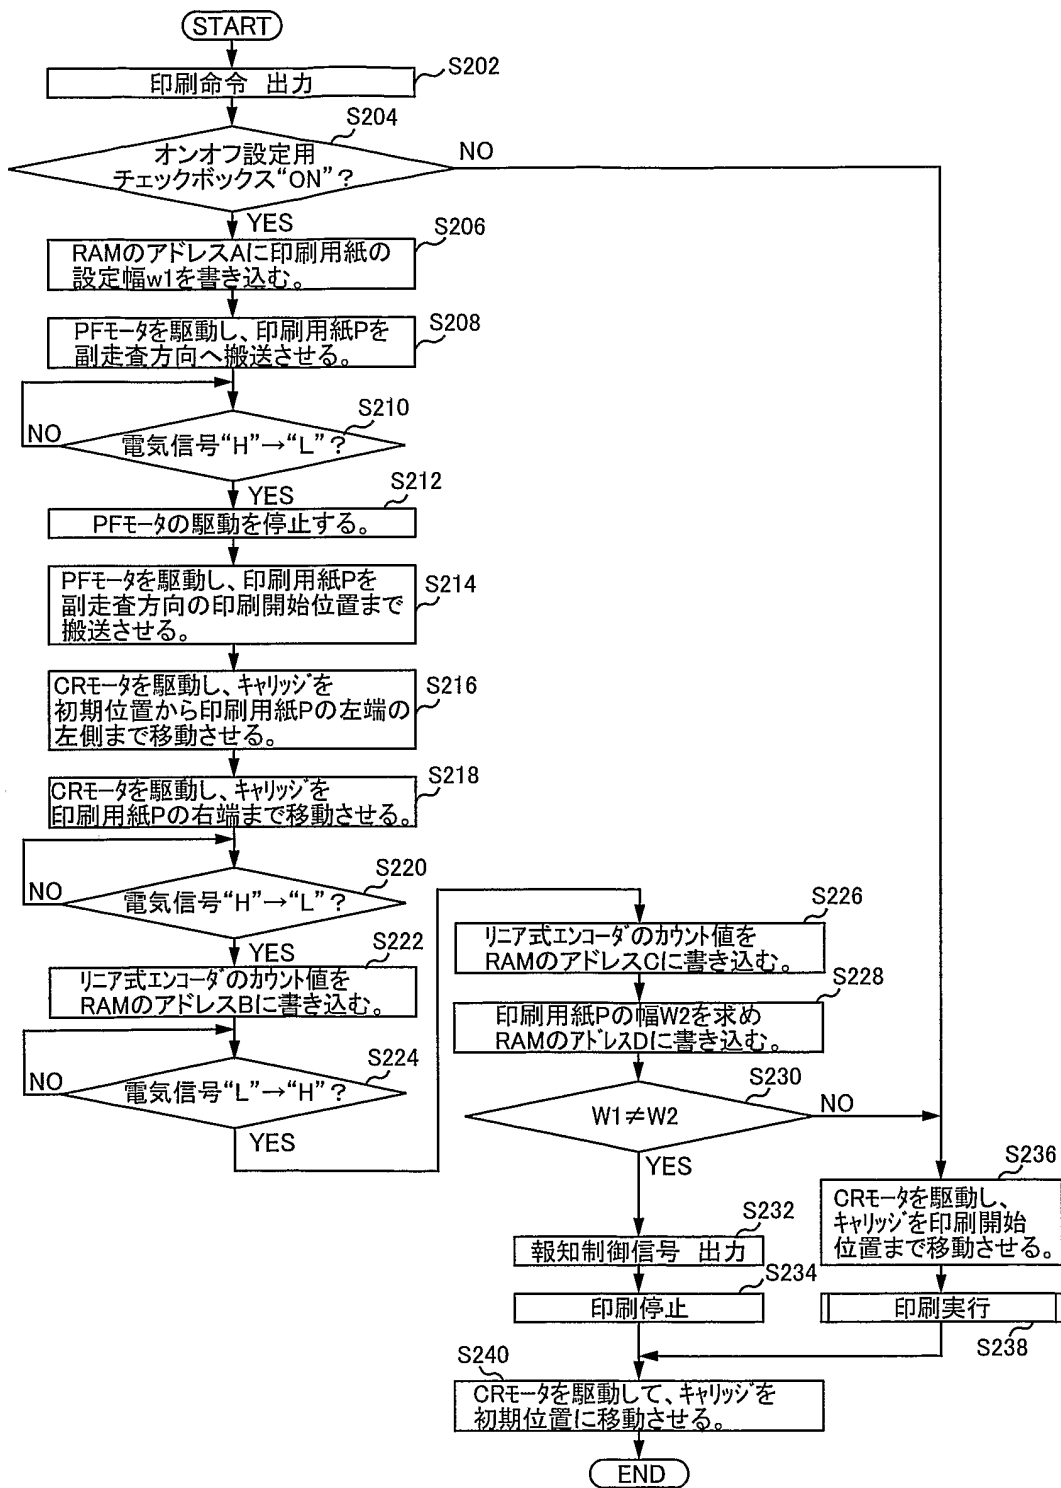 START
S202
印刷命令 出力
S204
オンオフ設定用
チェックボックス“ON”?
NO
YES
S206
RAMのアドレスAに印刷用紙の
設定幅w1を書き込む。
S208
PFモータを駆動し、印刷用紙Pを
副走査方向へ搬送させる。
S210
電気信号“H”→“L”?
NO
YES
S212
PFモータの駆動を停止する。
S214
PFモータを駆動し、印刷用紙Pを
副走査方向の印刷開始位置まで
搬送させる。
S216
CRモータを駆動し、キャリッジを
初期位置から印刷用紙Pの左端の
左側まで移動させる。
S218
CRモータを駆動し、キャリッジを
印刷用紙Pの右端まで移動させる。
S220
電気信号“H”→“L”?
NO
YES
S222
リニア式エンコーダのカウント値を
RAMのアドレスBに書き込む。
S224
電気信号“L”→“H”?
NO
YES
S226
リニア式エンコーダのカウント値を
RAMのアドレスCに書き込む。
S228
印刷用紙Pの幅W2を求め
RAMのアドレスDに書き込む。
S230
W1≠W2
NO
YES
S232
報知制御信号 出力
S234
印刷停止
S236
CRモータを駆動し、
キャリッジを印刷開始
位置まで移動させる。
印刷実行
S238
S240
CRモータを駆動して、キャリッジを
初期位置に移動させる。
END